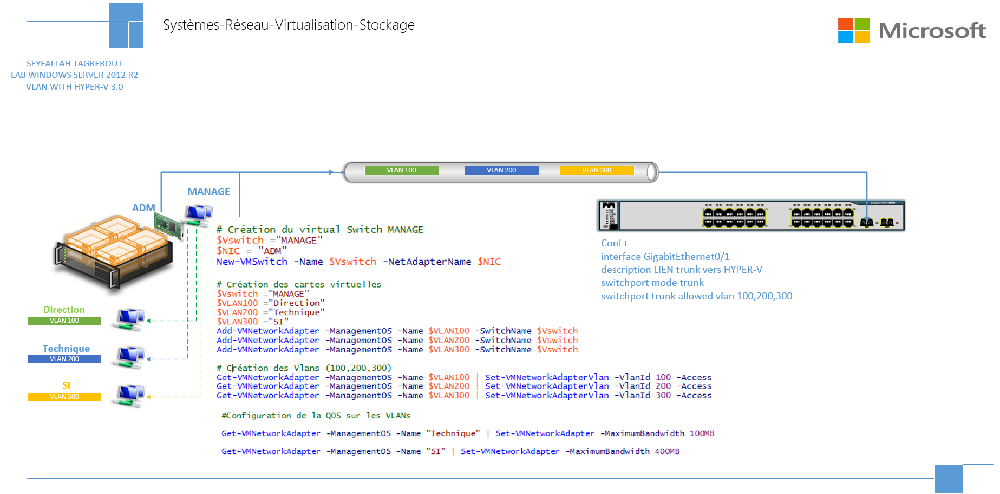 Systèmes-Réseau-Virtualisation-Stockage
Microsoft
SEYFALLAH TAGREROUT
LAB WINDOWS SERVER 2012 R2
VLAN WITH HYPER-V 3.0
VLAN 100
VLAN 200
VLAN 300
MANAGE
ADM
# Création du virtual Switch MANAGE
$Vswitch ="MANAGE"
$NIC = "ADM"
New-VMSwitch -Name $Vswitch -NetAdapterName $NIC
# Création des cartes virtuelles
$Vswitch ="MANAGE"
$VLAN100 ="Direction"
$VLAN200 ="Technique"
$VLAN300 ="SI"
Add-VMNetworkAdapter -ManagementOS -Name $VLAN100 -SwitchName $Vswitch
Add-VMNetworkAdapter -ManagementOS -Name $VLAN200 -SwitchName $Vswitch
Add-VMNetworkAdapter -ManagementOS -Name $VLAN300 -SwitchName $Vswitch
# Création des Vlans (100,200,300)
Get-VMNetworkAdapter -ManagementOS -Name $VLAN100 | Set-VMNetworkAdapterVlan -VlanId 100 -Access
Get-VMNetworkAdapter -ManagementOS -Name $VLAN200 | Set-VMNetworkAdapterVlan -VlanId 200 -Access
Get-VMNetworkAdapter -ManagementOS -Name $VLAN300 | Set-VMNetworkAdapterVlan -VlanId 300 -Access
#Configuration de la QOS sur les VLANs
Get-VMNetworkAdapter -ManagementOS -Name "Technique" | Set-VMNetworkAdapter -MaximumBandwidth 100MB
Get-VMNetworkAdapter -ManagementOS -Name "SI" | Set-VMNetworkAdapter -MaximumBandwidth 400MB
Conf t
interface GigabitEthernet0/1
description LIEN trunk vers HYPER-V
switchport mode trunk
switchport trunk allowed vlan 100,200,300
Direction
VLAN 100
Technique
VLAN 200
SI
VLAN 300